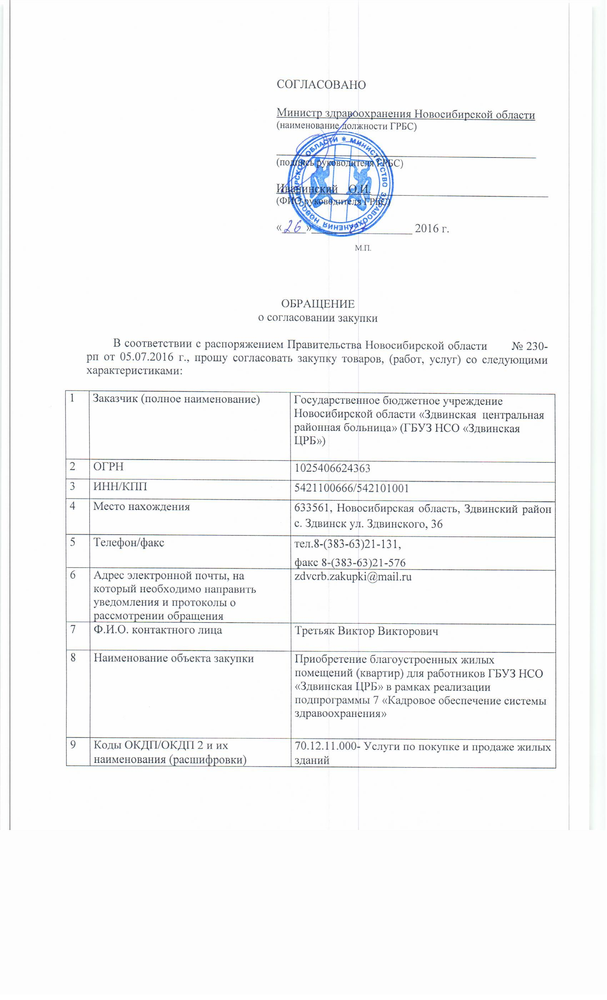 СОГЛАСОВАНО
Министр здравоохранения Новосибирской области
(наименование должности ГРБС)
(подпись руководителя ГРБС)
Иванинский О.И.
(ФИО руководителя ГРБС)
«26» 2016 г.
НОВОСИБИРСКОЙ ОБЛАСТИ * МИНИСТЕРСТВО ЗДРАВООХРАНЕНИЯ
М.П.
ОБРАЩЕНИЕ
о согласовании закупки
В соответствии с распоряжением Правительства Новосибирской области № 230-
рп от 05.07.2016 г., прошу согласовать закупку товаров, (работ, услуг) со следующими
характеристиками:
1 Заказчик (полное наименование) Государственное бюджетное учреждение
Новосибирской области «Здвинская центральная
районная больница» (ГБУЗ НСО «Здвинская
ЦРБ»)
2 ОГРН 1025406624363
3 ИНН/КПП 5421100666/542101001
4 Место нахождения 633561, Новосибирская область, Здвинский район
с. Здвинск ул. Здвинского, 36
5 Телефон/факс тел.8-(383-63)21-131,
факс 8-(383-63)21-576
6 Адрес электронной почты, на zdvcrb.zakupki@mail.ru
который необходимо направить
уведомления и протоколы о
рассмотрении обращения
7 Ф.И.О. контактного лица Третьяк Виктор Викторович
8 Наименование объекта закупки Приобретение благоустроенных жилых
помещений (квартир) для работников ГБУЗ НСО
«Здвинская ЦРБ» в рамках реализации
подпрограммы 7 «Кадровое обеспечение системы
здравоохранения»
9 Коды ОКДП/ОКДП 2 и их 70.12.11.000- Услуги по покупке и продаже жилых
наименования (расшифровки) зданий